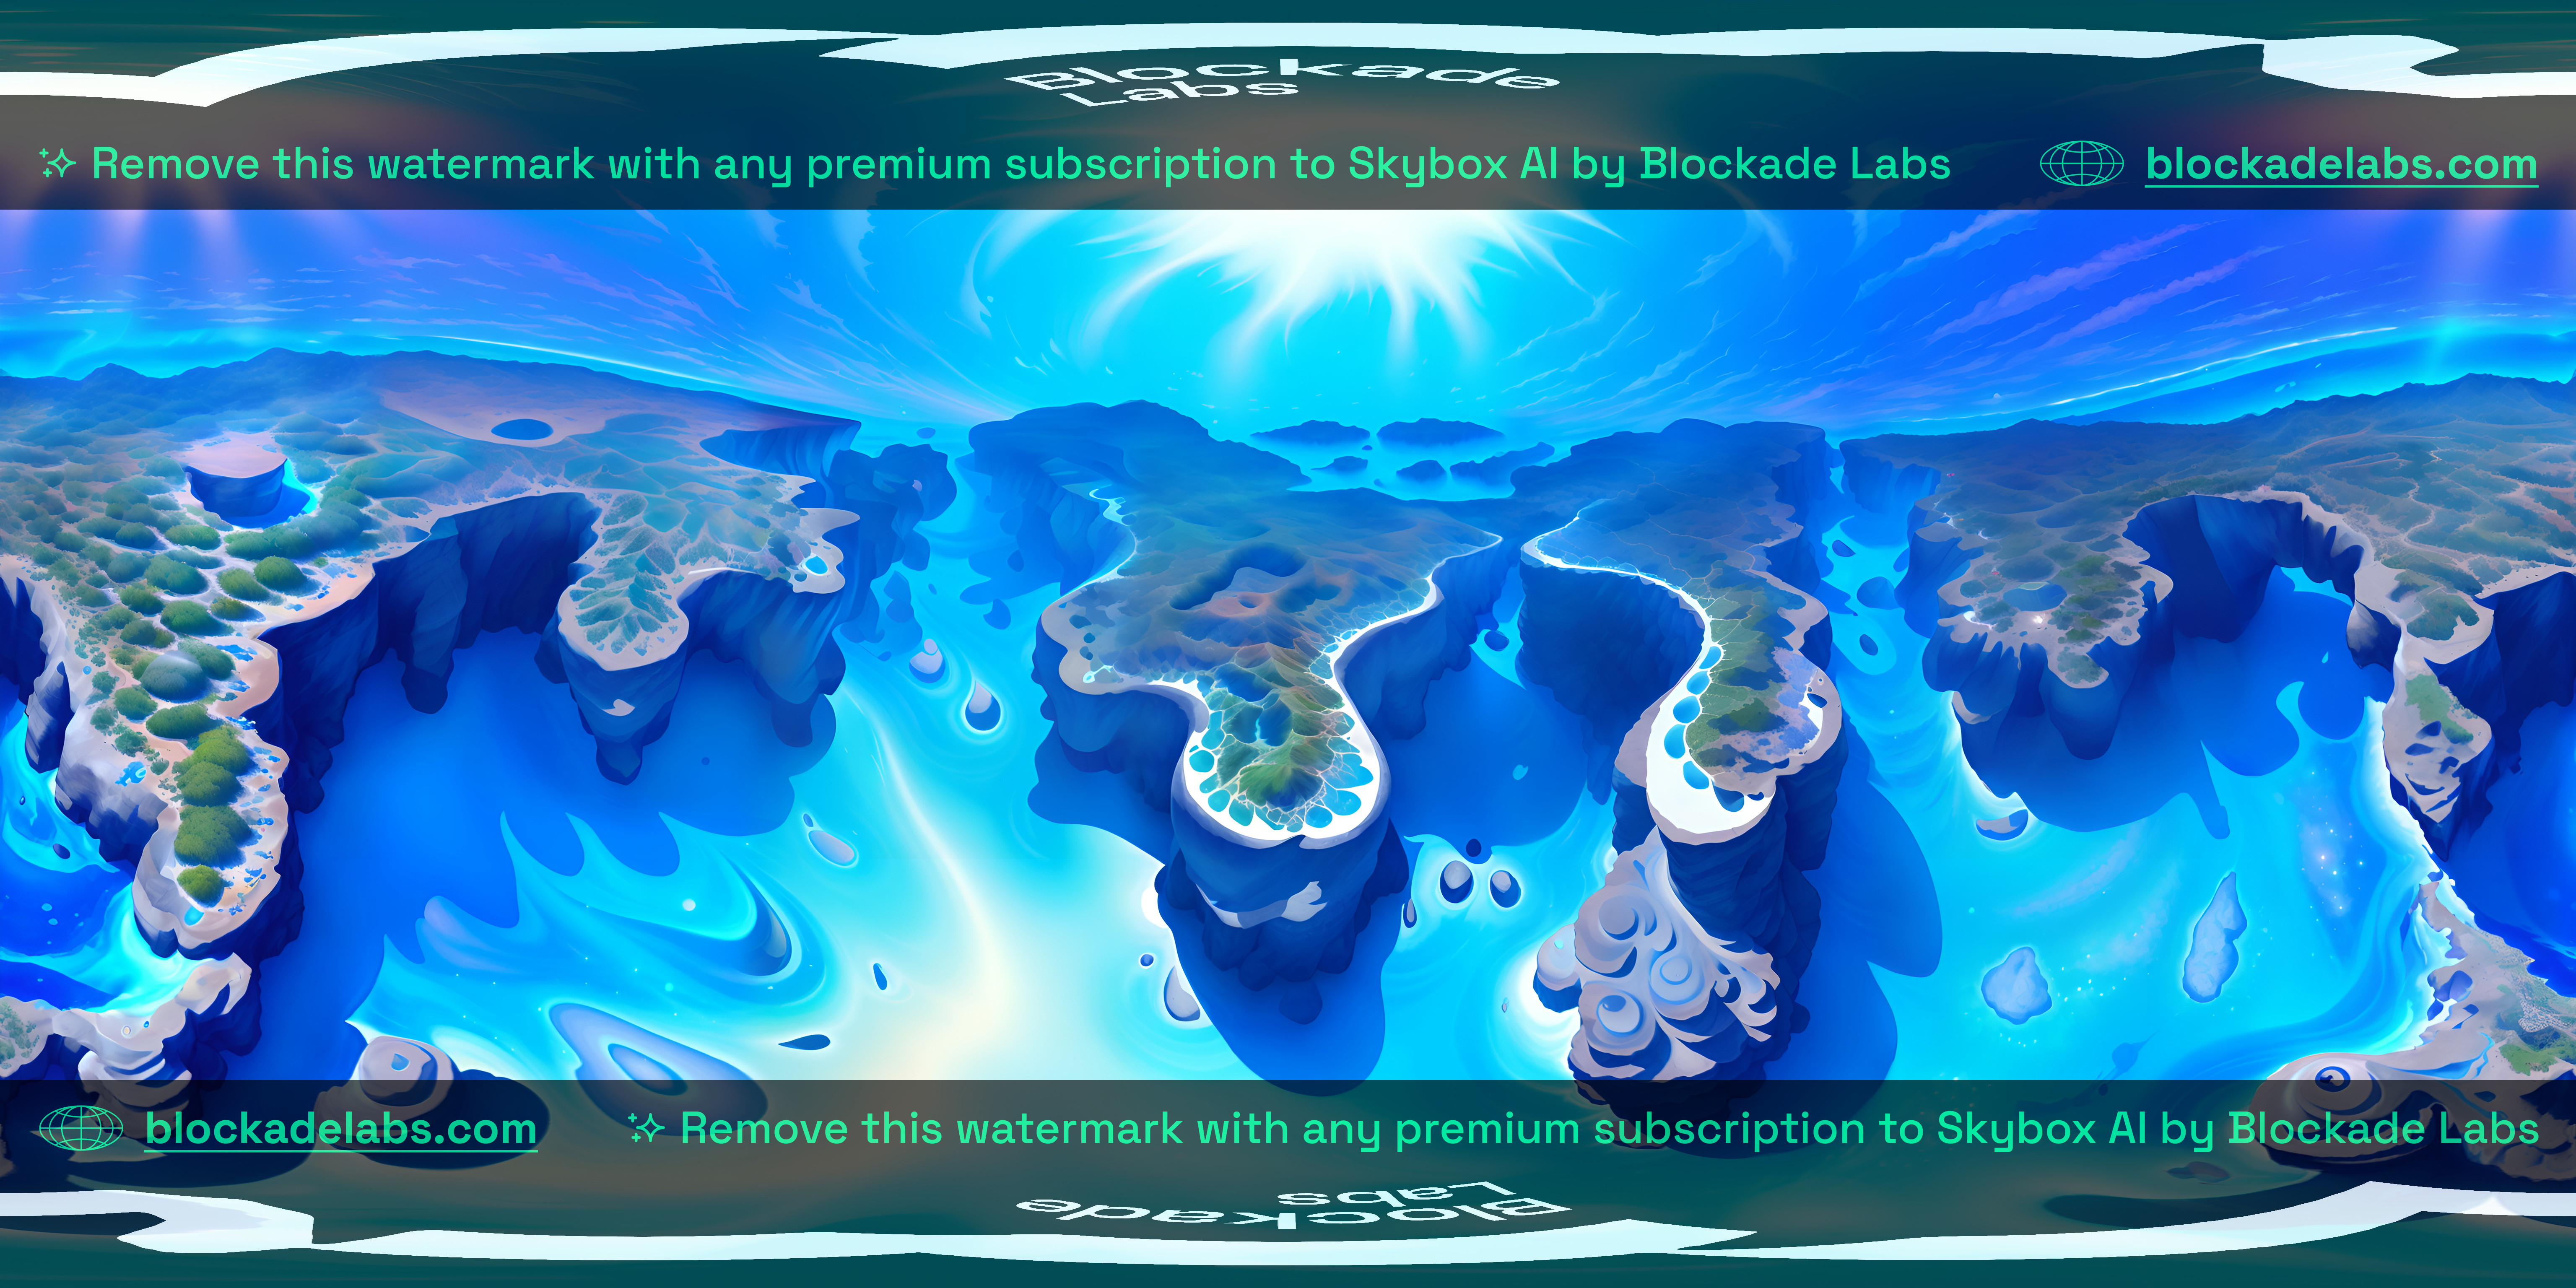 Blockade
Labs
Remove this watermark with any premium subscription to Skybox AI by Blockade Labs
blockadelabs.com
blockadelabs.com
Remove this watermark with any premium subscription to Skybox AI by Blockade Labs
Labs
Blockade